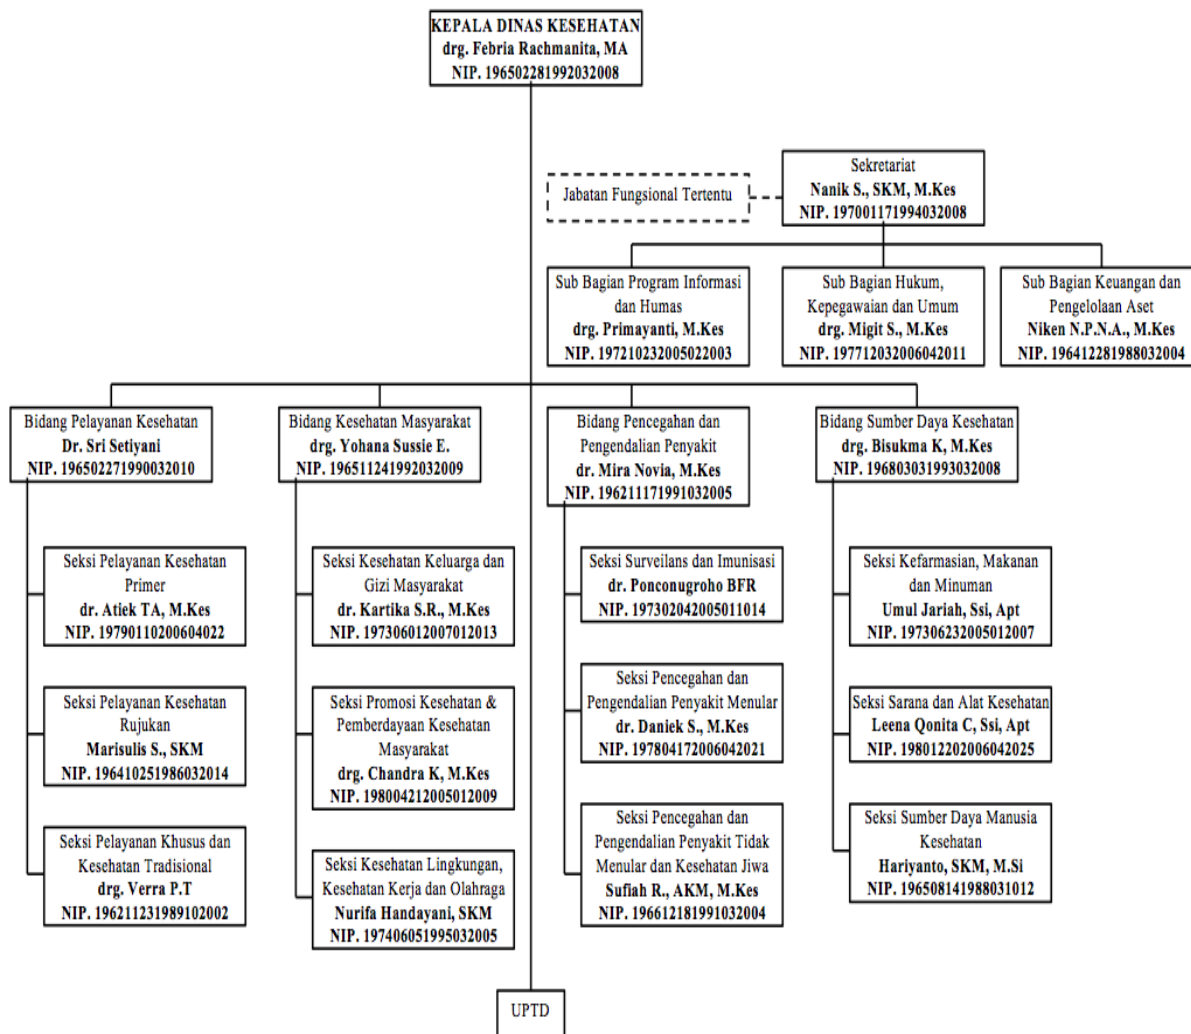 KEPALA DINAS KESEHATAN
drg. Febria Rachmanita, MA
NIP. 196502281992032008
Sekretariat
Nanik S., SKM, M.Kes
NIP. 197001171994032008
Jabatan Fungsional Tertentu
Sub Bagian Program Informasi
dan Humas
drg. Primayanti, M.Kes
NIP. 197210232005022003
Sub Bagian Hukum,
Kepegawaian dan Umum
drg. Migit S., M.Kes
NIP. 197712032006042011
Sub Bagian Keuangan dan
Pengelolaan Aset
Niken N.P.N.A., M.Kes
NIP. 196412281988032004
Bidang Pelayanan Kesehatan
Dr. Sri Setiyani
NIP. 196502271990032010
Seksi Pelayanan Kesehatan
Primer
dr. Atiek TA, M.Kes
NIP. 19790110200604022
Seksi Pelayanan Kesehatan
Rujukan
Marisulis S., SKM
NIP. 196410251986032014
Seksi Pelayanan Khusus dan
Kesehatan Tradisional
drg. Verra P.T
NIP. 196211231989102002
Bidang Kesehatan Masyarakat
drg. Yohana Sussie E.
NIP. 196511241992032009
Seksi Kesehatan Keluarga dan
Gizi Masyarakat
dr. Kartika S.R., M.Kes
NIP. 197306012007012013
Seksi Promosi Kesehatan &
Pemberdayaan Kesehatan
Masyarakat
drg. Chandra K, M.Kes
NIP. 198004212005012009
Seksi Kesehatan Lingkungan,
Kesehatan Kerja dan Olahraga
Nurifa Handayani, SKM
NIP. 197406051995032005
Bidang Pencegahan dan
Pengendalian Penyakit
dr. Mira Novia, M.Kes
NIP. 196211171991032005
Seksi Surveilans dan Imunisasi
dr. Ponconugroho BFR
NIP. 197302042005011014
Seksi Pencegahan dan
Pengendalian Penyakit Menular
dr. Daniek S., M.Kes
NIP. 197804172006042021
Seksi Pencegahan dan
Pengendalian Penyakit Tidak
Menular dan Kesehatan Jiwa
Sufiah R., AKM, M.Kes
NIP. 196612181991032004
Bidang Sumber Daya Kesehatan
drg. Bisukma K, M.Kes
NIP. 196803031993032008
Seksi Kefarmasian, Makanan
dan Minuman
Umul Jariah, Ssi, Apt
NIP. 197306232005012007
Seksi Sarana dan Alat Kesehatan
Leena Qonita C, Ssi, Apt
NIP. 198012202006042025
Seksi Sumber Daya Manusia
Kesehatan
Hariyanto, SKM, M.Si
NIP. 196508141988031012
UPTD